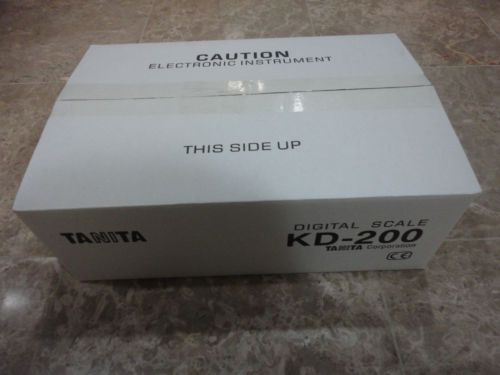 CAUTION
ELECTRONIC INSTRUMENT
THIS SIDE UP
TANITA
DIGITAL SCALE
KD-200
TANITA Corporation
CE